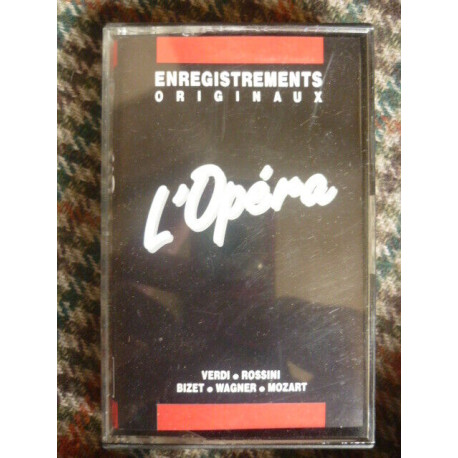 ENREGISTREMENTS
ORIGINAUX
L'Opéra
VERDI • ROSSINI
BIZET • WAGNER • MOZART